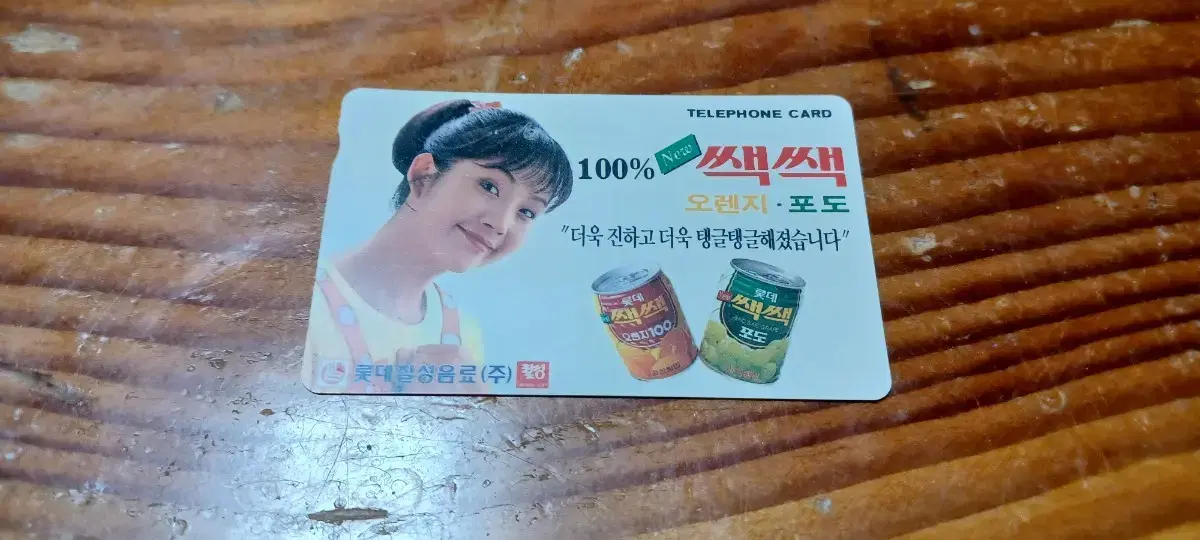 TELEPHONE CARD
100% New 쌕쌕
오렌지 · 포도
"더욱 진하고 더욱 탱글탱글해졌습니다"
롯데 쌕쌕 오렌지100
롯데 쌕쌕 포도
롯데칠성음료(주) 칠성